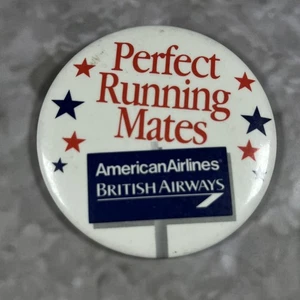 Perfect
Running
Mates
AmericanAirlines
BRITISH AIRWAYS